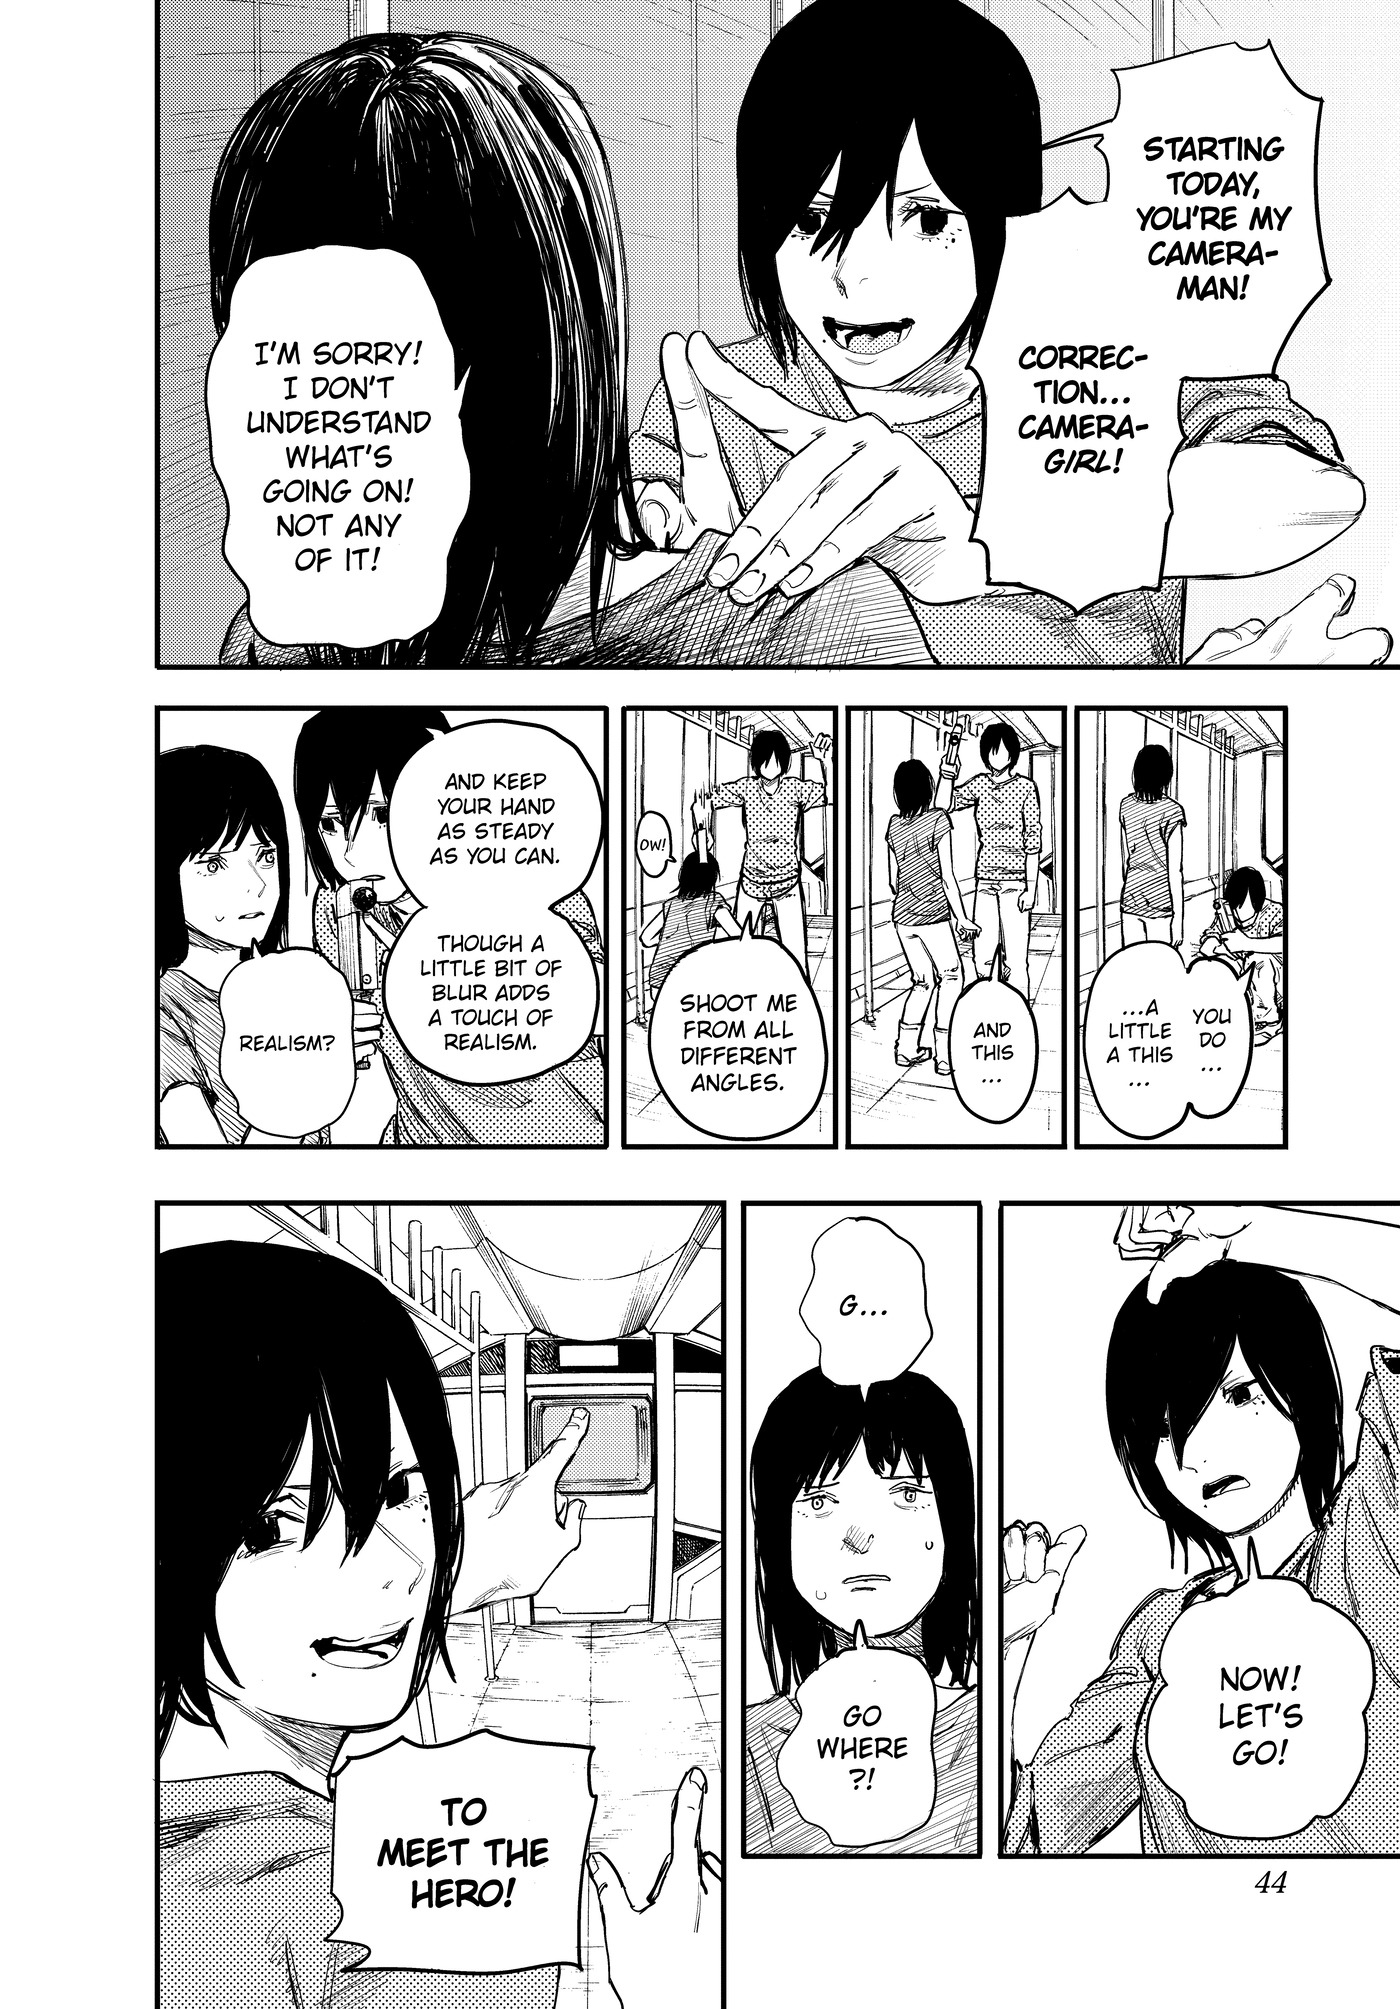 STARTING
TODAY,
YOU'RE MY
CAMERA-
MAN!
CORREC-
TION...
CAMERA-
GIRL!
I'M SORRY!
I DON'T
UNDERSTAND
WHAT'S
GOING ON!
NOT ANY
OF IT!
YOU
DO
...
...A
LITTLE
A THIS
...
AND
THIS
...
OW!
SHOOT ME
FROM ALL
DIFFERENT
ANGLES.
AND KEEP
YOUR HAND
AS STEADY
AS YOU CAN.
THOUGH A
LITTLE BIT OF
BLUR ADDS
A TOUCH OF
REALISM.
REALISM?
NOW!
LET'S
GO!
G...
GO
WHERE
?!
TO
MEET THE
HERO!
44